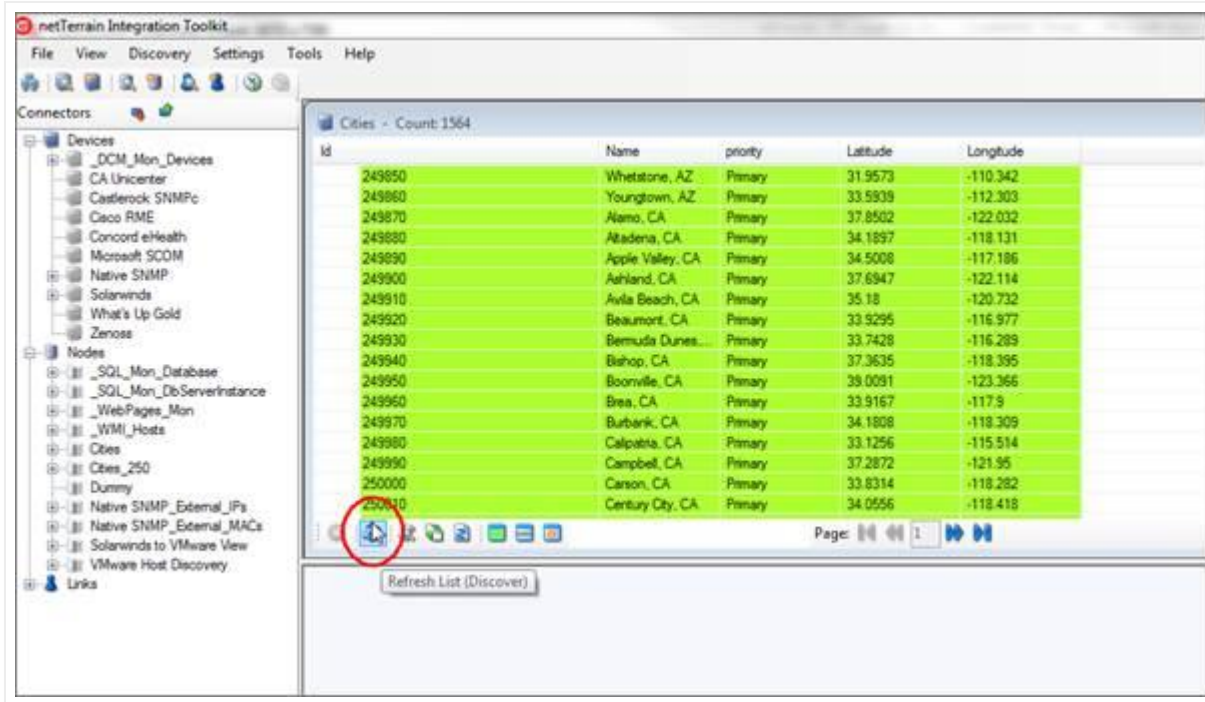 netTerrain Integration Toolkit
File View Discovery Settings Tools Help
Connectors
Devices
_DCM_Mon_Devices
CA Unicenter
Castlerock SNMPc
Cisco RME
Concord eHealth
Microsoft SCOM
Native SNMP
Solarwinds
What's Up Gold
Zenoss
Nodes
_SQL_Mon_Database
_SQL_Mon_DbServerInstance
_WebPages_Mon
_WMI_Hosts
Cities
Cities_250
Dummy
Native SNMP_External_IPs
Native SNMP_External_MACs
Solarwinds to VMware View
VMware Host Discovery
Links
Cities - Count: 1564
Id Name priority Latitude Longitude
249850 Whetstone, AZ Primary 31.9573 -110.342
249860 Youngtown, AZ Primary 33.5939 -112.303
249870 Alamo, CA Primary 37.8502 -122.032
249880 Altadena, CA Primary 34.1897 -118.131
249890 Apple Valley, CA Primary 34.5008 -117.186
249900 Ashland, CA Primary 37.6947 -122.114
249910 Avila Beach, CA Primary 35.18 -120.732
249920 Beaumont, CA Primary 33.9295 -116.977
249930 Bermuda Dunes... Primary 33.7428 -116.289
249940 Bishop, CA Primary 37.3635 -118.395
249950 Boonville, CA Primary 39.0091 -123.366
249960 Brea, CA Primary 33.9167 -117.9
249970 Burbank, CA Primary 34.1808 -118.309
249980 Calipatria, CA Primary 33.1256 -115.514
249990 Campbell, CA Primary 37.2872 -121.95
250000 Carson, CA Primary 33.8314 -118.282
250010 Century City, CA Primary 34.0556 -118.418
Page: 1
Refresh List (Discover)